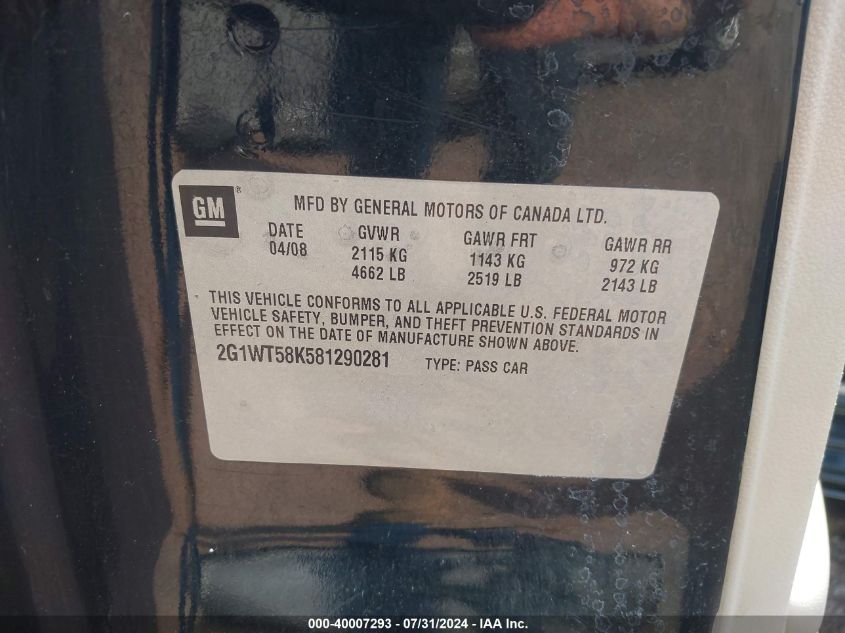 GM ®
MFD BY GENERAL MOTORS OF CANADA LTD.
DATE GVWR GAWR FRT GAWR RR
04/08 2115 KG 1143 KG 972 KG
4662 LB 2519 LB 2143 LB
THIS VEHICLE CONFORMS TO ALL APPLICABLE U.S. FEDERAL MOTOR
VEHICLE SAFETY, BUMPER, AND THEFT PREVENTION STANDARDS IN
EFFECT ON THE DATE OF MANUFACTURE SHOWN ABOVE.
2G1WT58K581290281 TYPE: PASS CAR
000-40007293 - 07/31/2024 - IAA Inc.